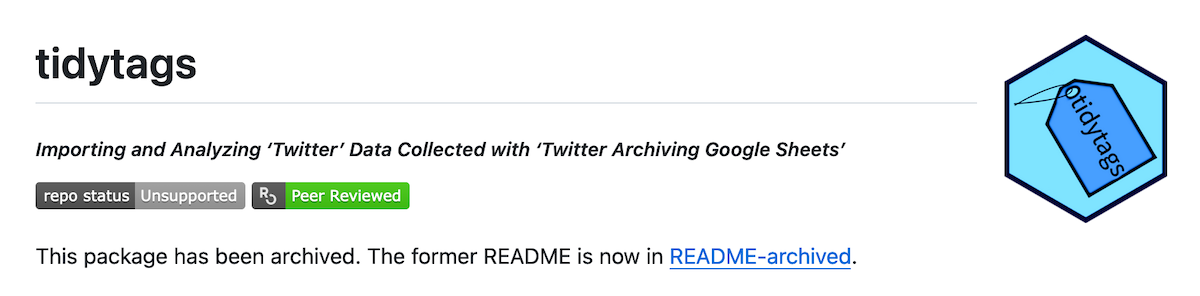 tidytags
Importing and Analyzing ‘Twitter’ Data Collected with ‘Twitter Archiving Google Sheets’
repo status Unsupported R Peer Reviewed
This package has been archived. The former README is now in README-archived.
tidytags